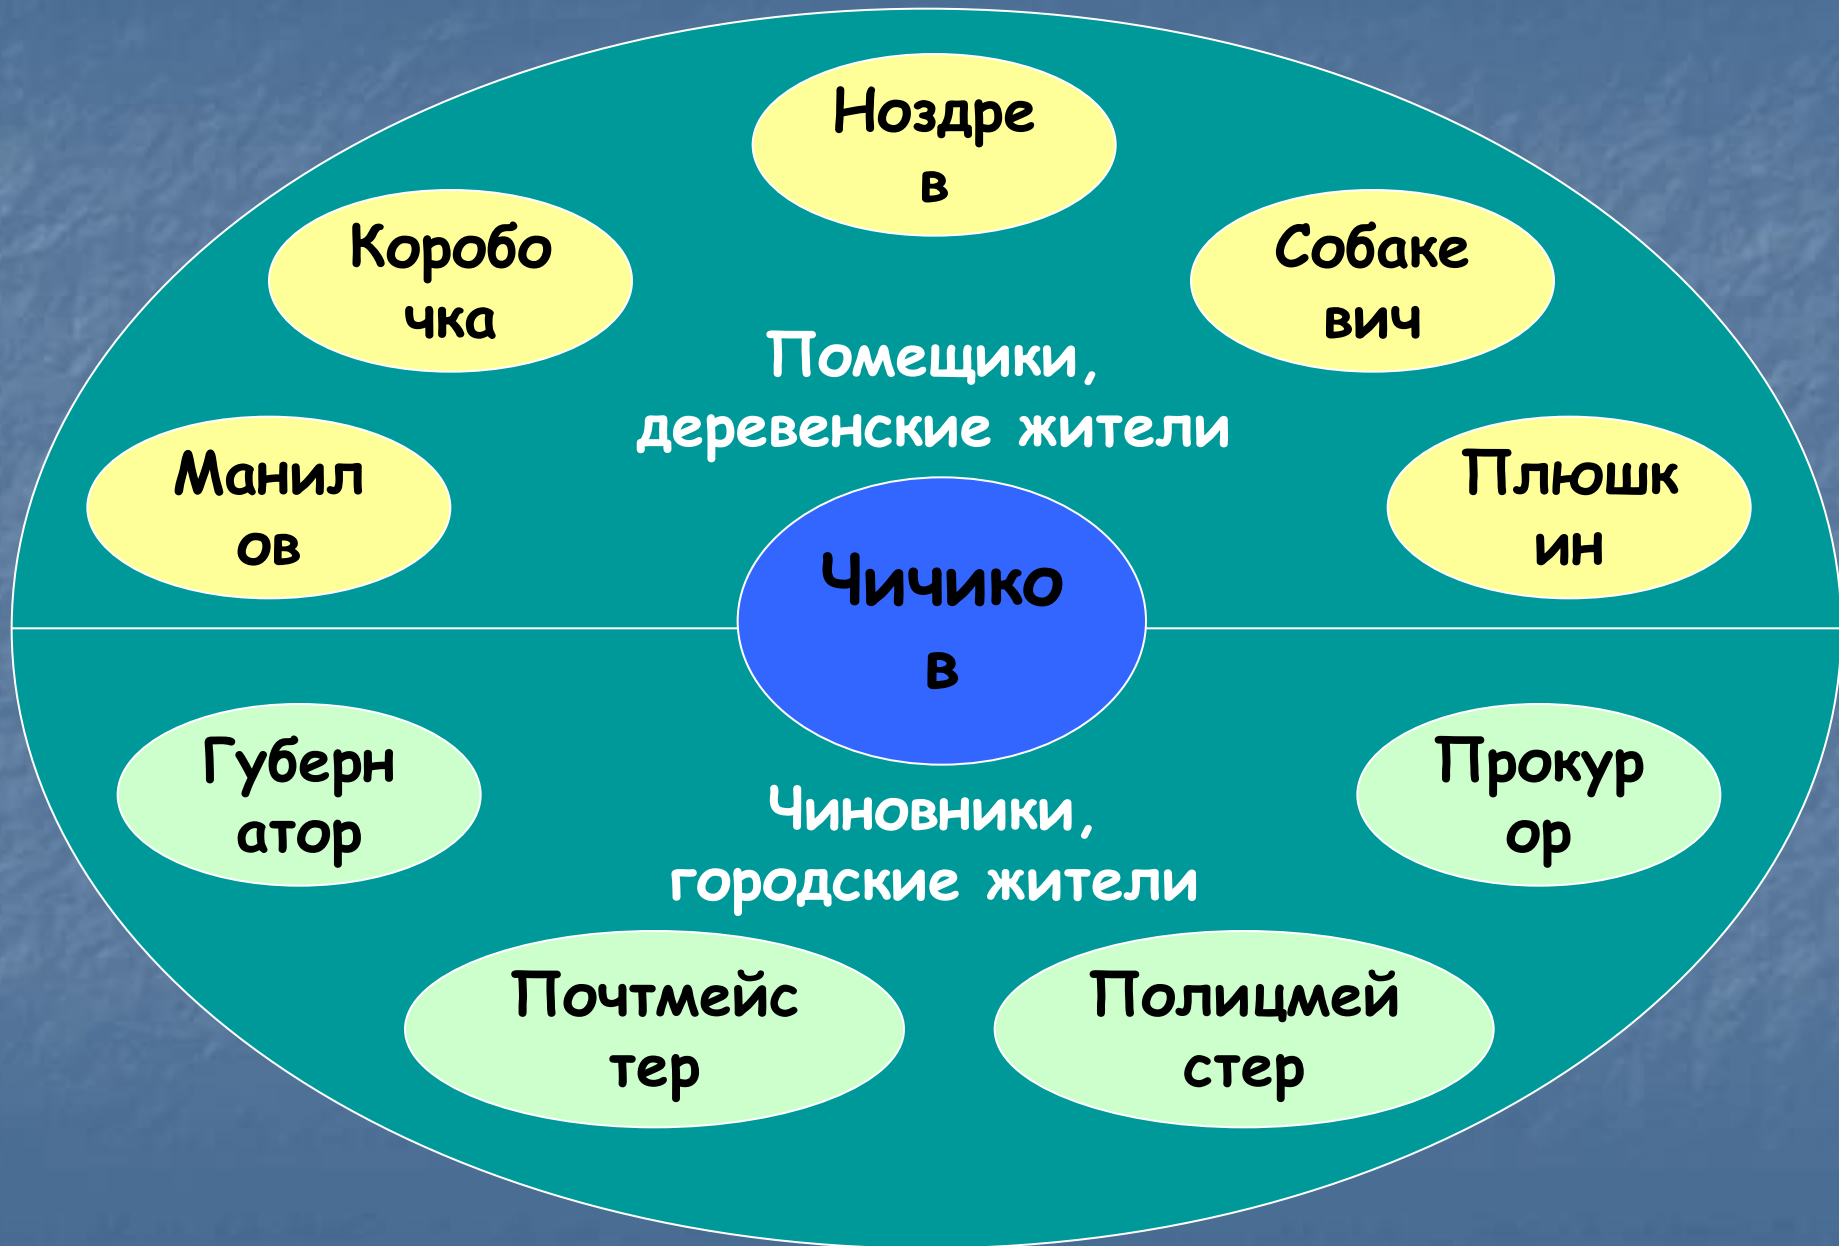 Ноздре
в
Коробо
чка
Собаке
вич
Помещики,
деревенские жители
Манил
ов
Плюшк
ин
Чичико
в
Губерн
атор
Прокур
ор
Чиновники,
городские жители
Почтмейс
тер
Полицмей
стер